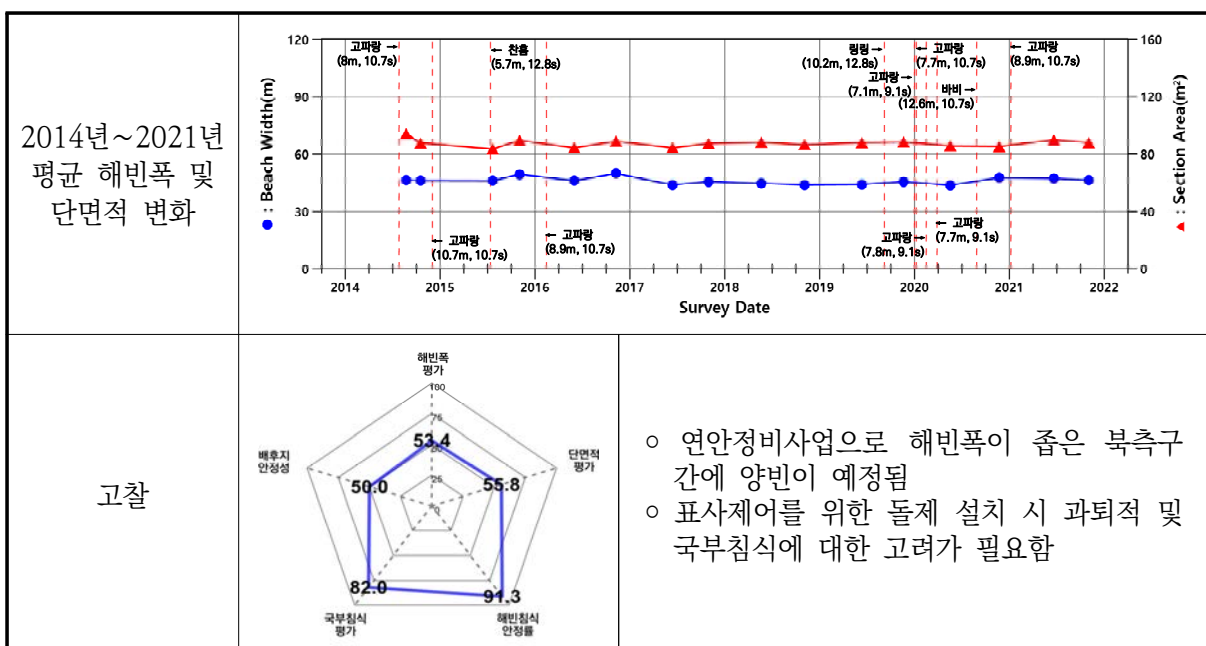 2014년~2021년
평균 해빈폭 및
단면적 변화
● : Beach Width(m)
120
90
60
30
0
고파랑
(8m, 10.7s)
찬홈
(5.7m, 12.8s)
링링
(10.2m, 12.8s)
고파랑
(7.7m, 10.7s)
고파랑
(8.9m, 10.7s)
고파랑
(7.1m, 9.1s)
바비
(12.6m, 10.7s)
고파랑
(10.7m, 10.7s)
고파랑
(8.9m, 10.7s)
고파랑
(7.8m, 9.1s)
고파랑
(7.7m, 9.1s)
160
120
80
40
0
▲ : Section Area(m²)
2014 2015 2016 2017 2018 2019 2020 2021 2022
Survey Date
고찰
해빈폭
평가
100
75
50
25
0
53.4
단면적
평가
55.8
배후지
안정성
50.0
82.0
91.3
국부침식
평가
해빈침식
안정률
○ 연안정비사업으로 해빈폭이 좁은 북측구
간에 양빈이 예정됨
○ 표사제어를 위한 돌제 설치 시 과퇴적 및
국부침식에 대한 고려가 필요함